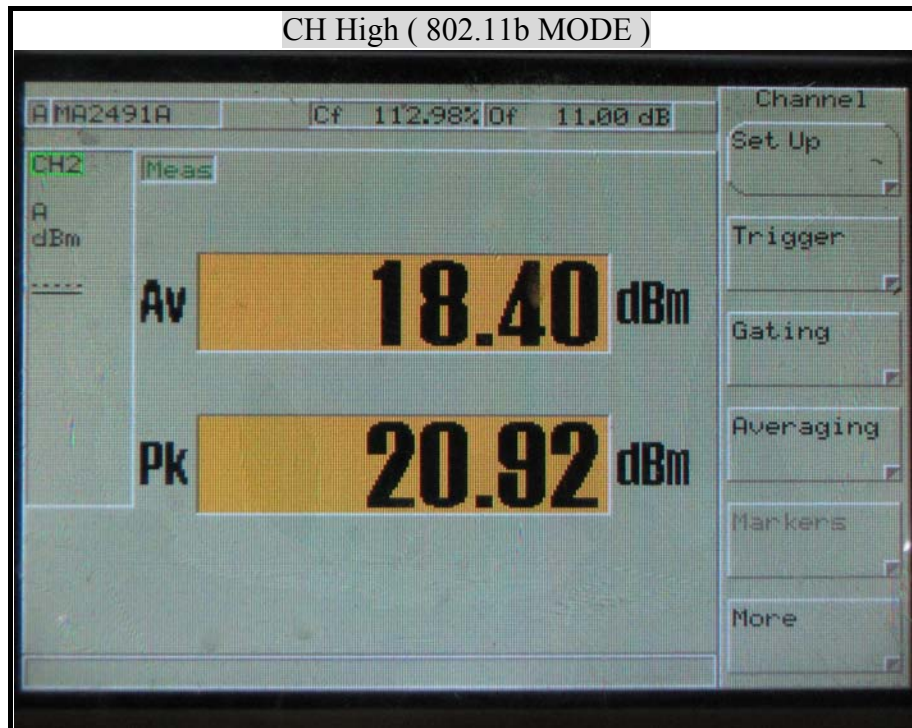 CH High ( 802.11b MODE )
A MA2491A Cf 112.98% Of 11.00 dB
Channel
Set Up
CH2
Meas
A
dBm
-----
Trigger
Av 18.40 dBm
Gating
Pk 20.92 dBm
Averaging
Markers
More